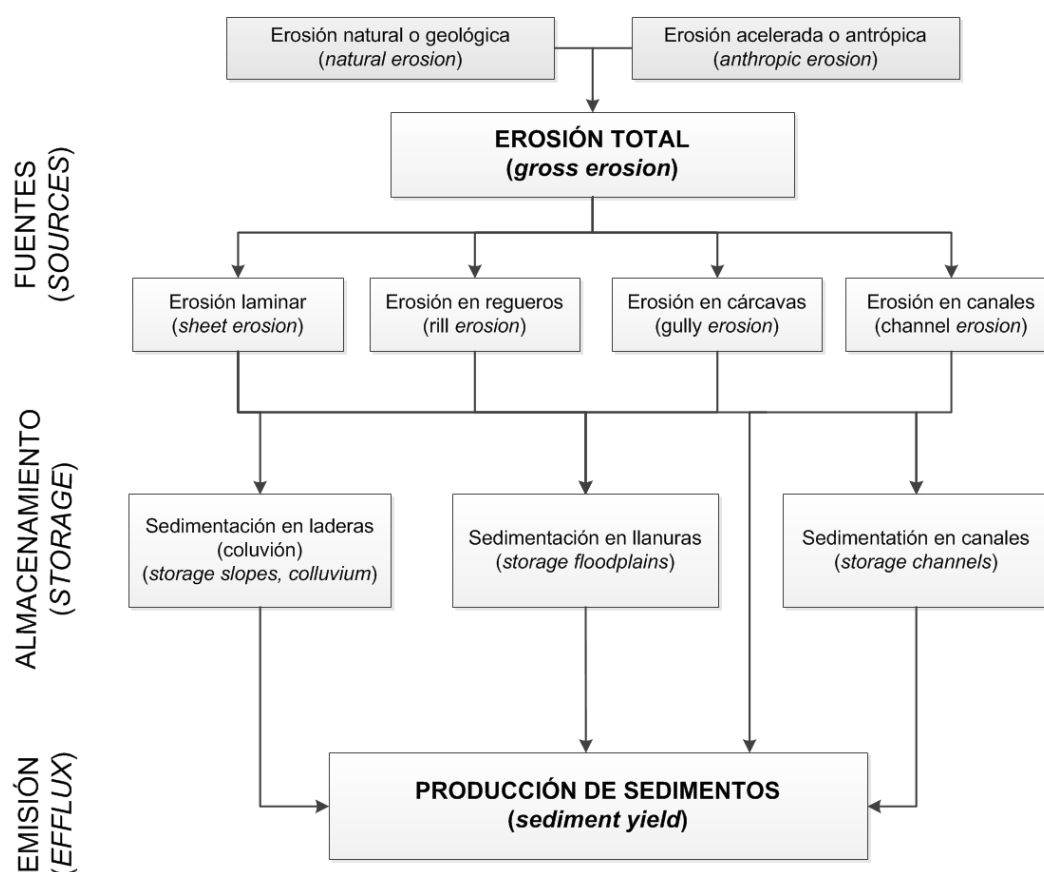 Erosión natural o geológica
(natural erosion)
Erosión acelerada o antrópica
(anthropic erosion)
EROSIÓN TOTAL
(gross erosion)
FUENTES
(SOURCES)
Erosión laminar
(sheet erosion)
Erosión en regueros
(rill erosion)
Erosión en cárcavas
(gully erosion)
Erosión en canales
(channel erosion)
ALMACENAMIENTO
(STORAGE)
Sedimentación en laderas
(coluvión)
(storage slopes, colluvium)
Sedimentación en llanuras
(storage floodplains)
Sedimentatión en canales
(storage channels)
EMISIÓN
(EFFLUX)
PRODUCCIÓN DE SEDIMENTOS
(sediment yield)